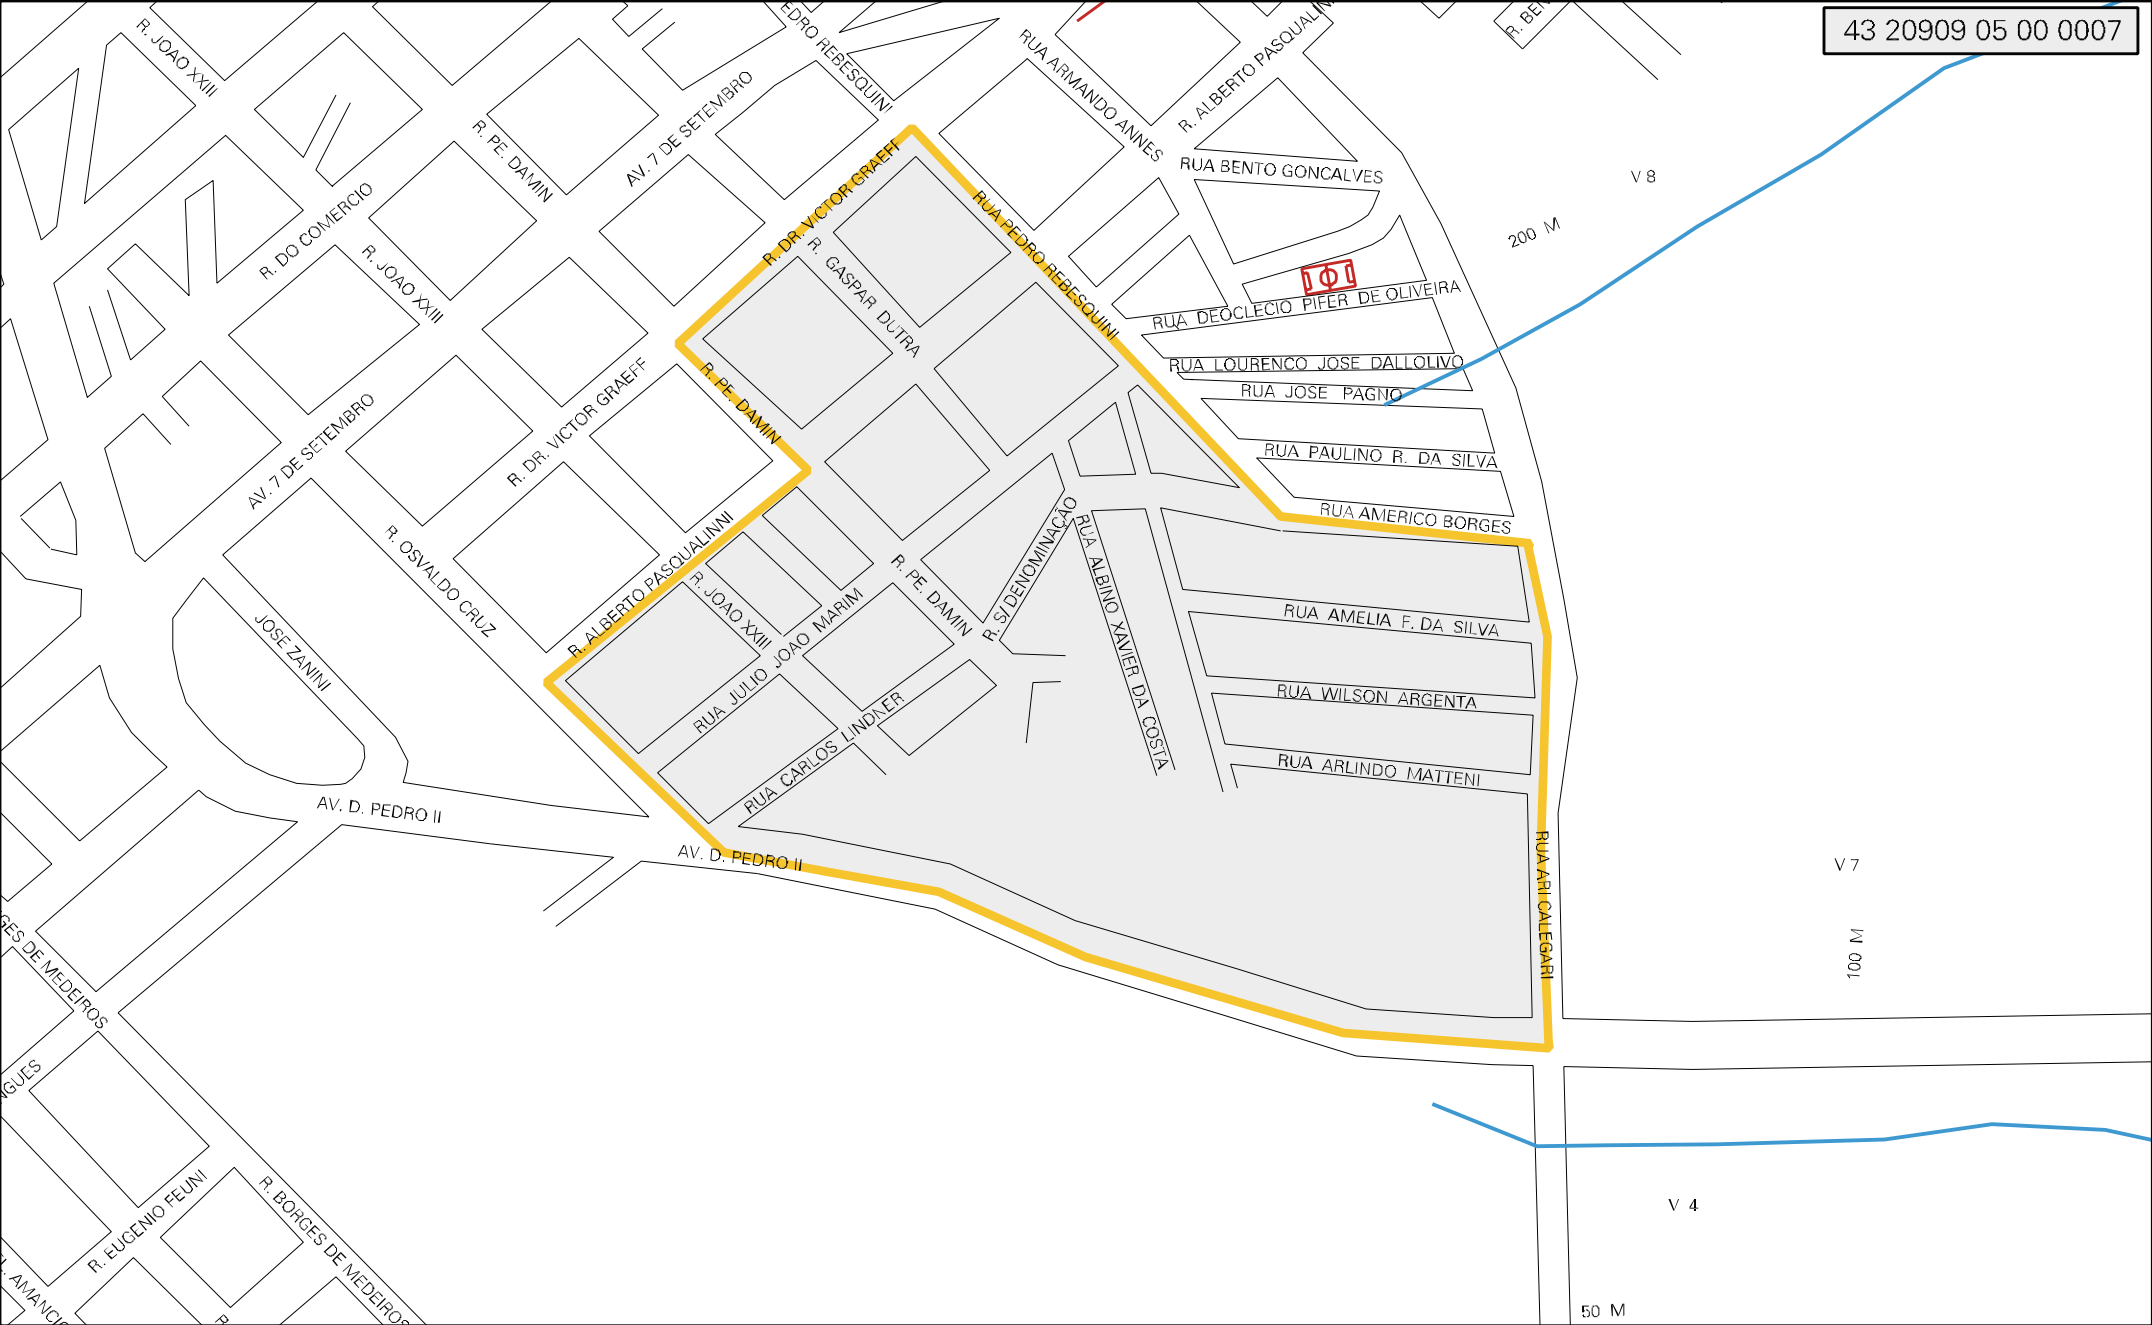 43 20909 05 00 0007
R. JOAO XXIII
EDRO REBESQUINI
RUA ARMANDO ANNES
R. ALBERTO PASQUALIN
R. BEN
R. PE. DAMIN
AV. 7 DE SETEMBRO
R. DO COMERCIO
R. JOAO XXIII
R. DR. VICTOR GRAEFF
R. GASPAR DUTRA
RUA PEDRO REBESQUINI
RUA BENTO GONCALVES
V 8
200 M
RUA DEOCLECIO PIFER DE OLIVEIRA
RUA LOURENCO JOSE DALLOLIVO
RUA JOSE PAGNO
RUA PAULINO R. DA SILVA
RUA AMERICO BORGES
AV. 7 DE SETEMBRO
R. DR. VICTOR GRAEFF
R. PE. DAMIN
R. OSVALDO CRUZ
R. ALBERTO PASQUALINNI
R. JOAO XXIII
RUA JULIO JOAO MARIM
R. PE. DAMIN
R. S/ DENOMINAÇÃO
RUA ALBINO XAVIER DA COSTA
RUA AMELIA F. DA SILVA
RUA WILSON ARGENTA
RUA ARLINDO MATTENI
JOSE ZANINI
RUA CARLOS LINDNER
AV. D. PEDRO II
AV. D. PEDRO II
RUA ARI CALEGARI
V 7
100 M
GES DE MEDEIROS
NGUES
R. EUGENIO FEUNI
R. BORGES DE MEDEIROS
L. AMANCIO
R.
V 4
50 M